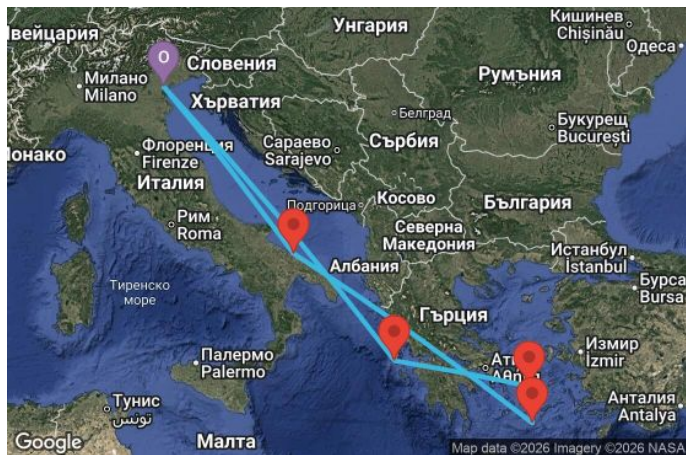 Швейцария
Унгария
Кишинев
Chișinău
Одеса
Словения
Милано
Milano
O
Хърватия
Румъния
Белград
Букурещ
București
Монако
Флоренция
Firenze
Сараево
Sarajevo
Сърбия
Италия
Подгорица
Косово
България
Рим
Roma
Северна
Македония
Истанбул
İstanbul
Албания
Бурса
Bursa
Тиренско
море
Гърция
Палермо
Palermo
Измир
İzmir
Анталия
Antalya
Тунис
تونس
Малта
Google
Map data ©2026 Imagery ©2026 NASA